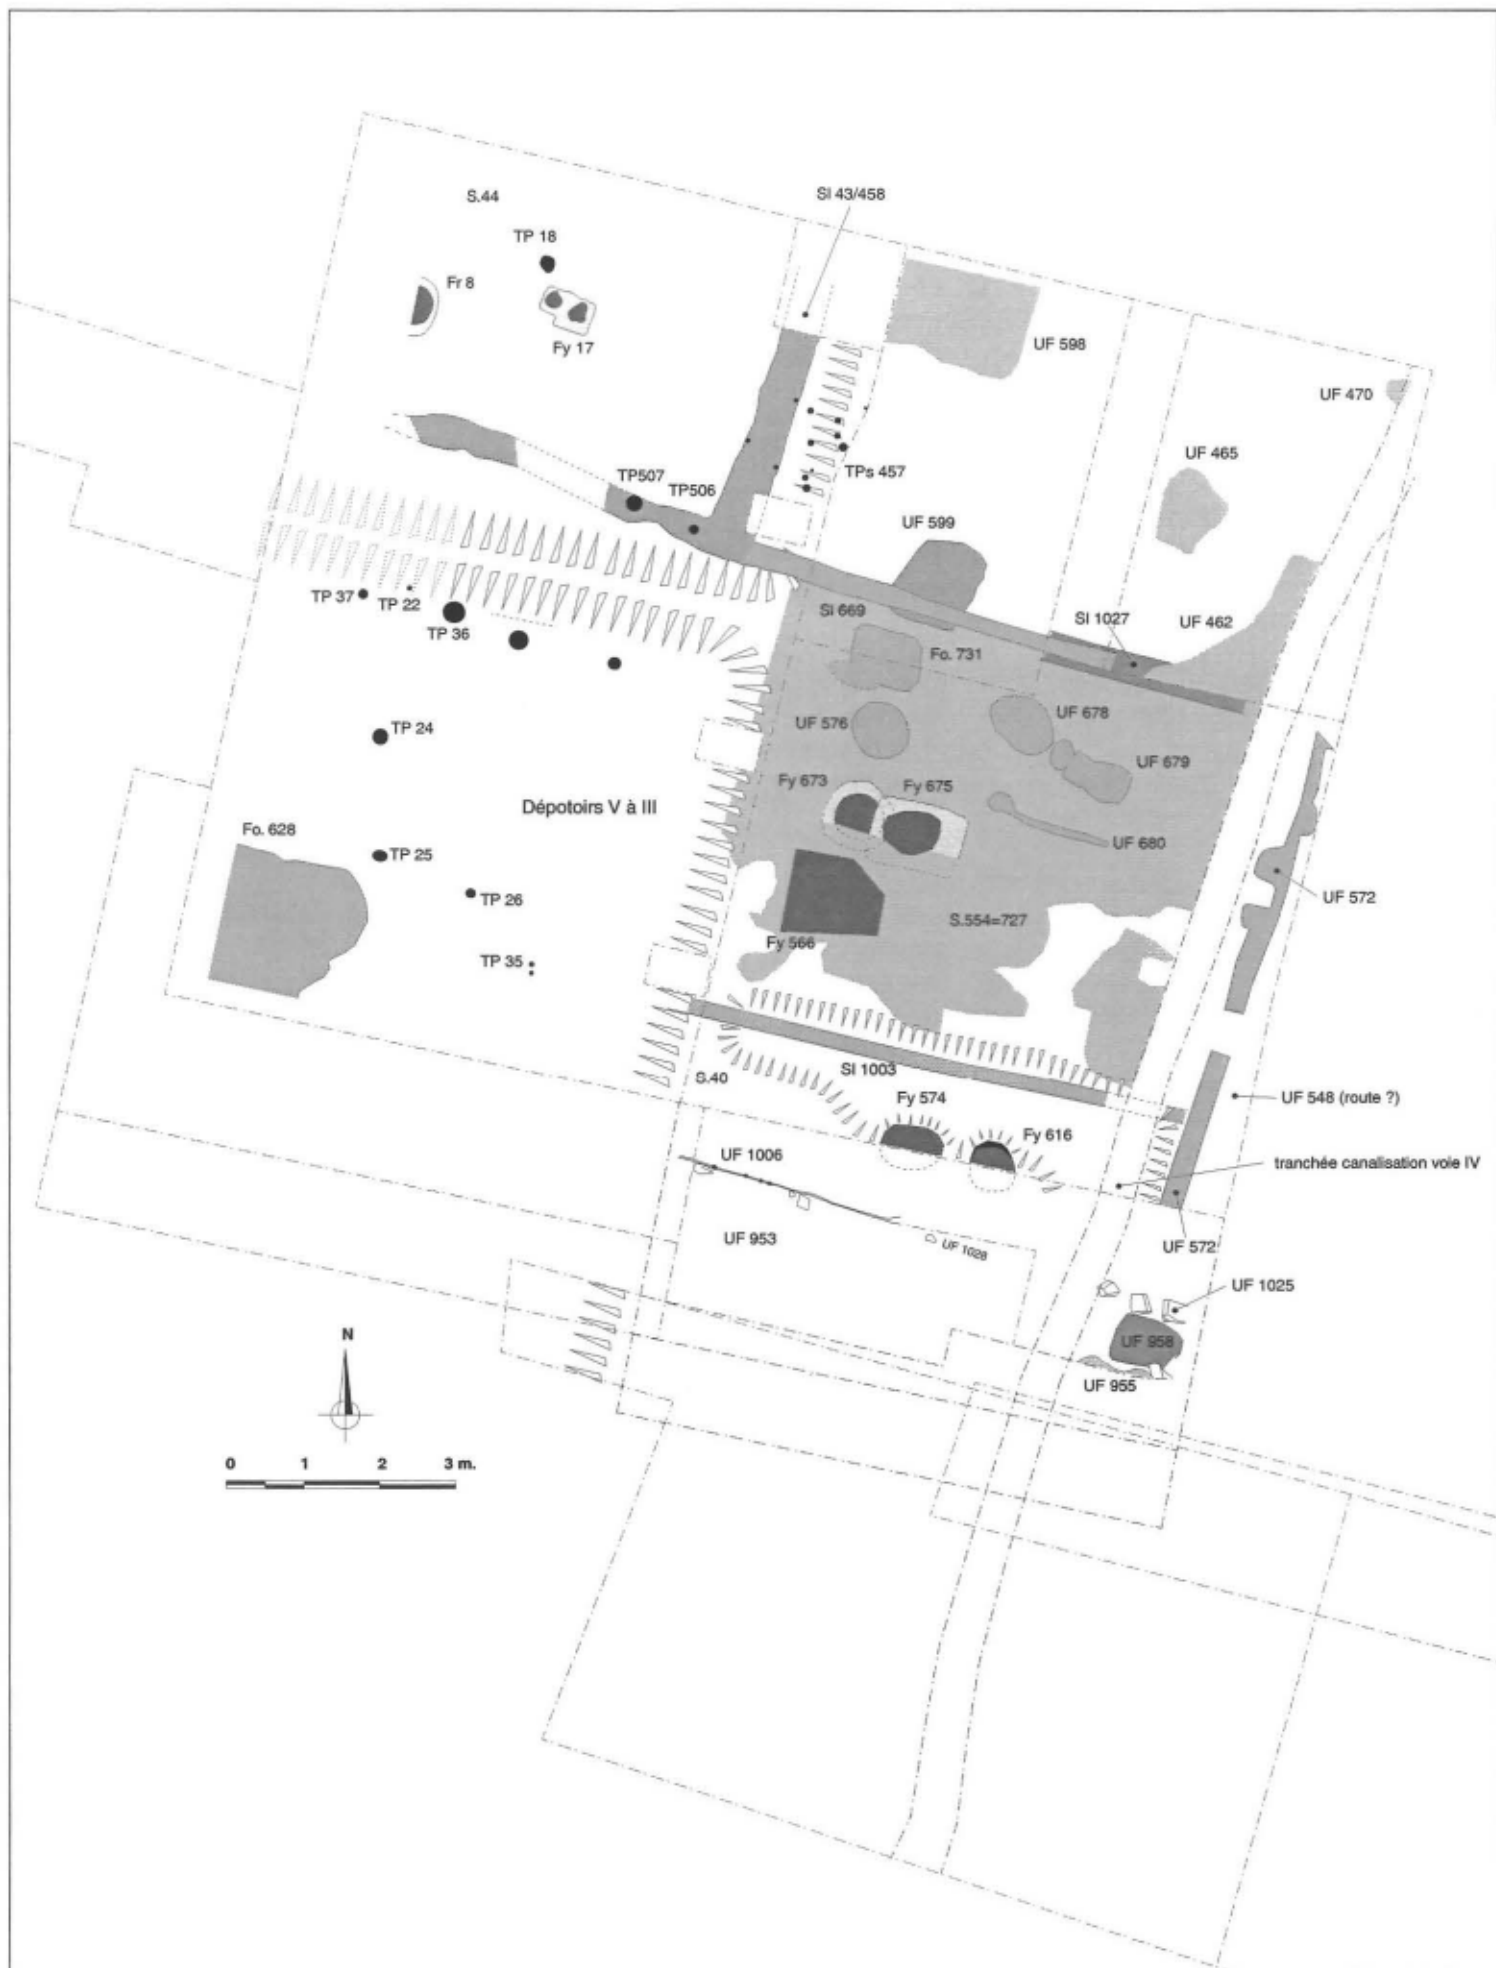 SI 43/458
S.44
TP 18
Fr 8
Fy 17
UF 598
UF 470
UF 465
TPs 457
TP507
TP506
UF 599
TP 37
TP 22
TP 36
SI 669
SI 1027
UF 462
Fo. 731
UF 576
UF 678
UF 679
TP 24
Fy 673
Fy 675
Dépotoirs V à III
UF 680
Fo. 628
TP 25
TP 26
UF 572
S.554=727
Fy 566
TP 35
SI 1003
S.40
Fy 574
UF 548 (route ?)
Fy 616
UF 1006
tranchée canalisation voie IV
UF 953
UF 1028
UF 572
UF 1025
UF 958
UF 955
N
0 1 2 3 m.